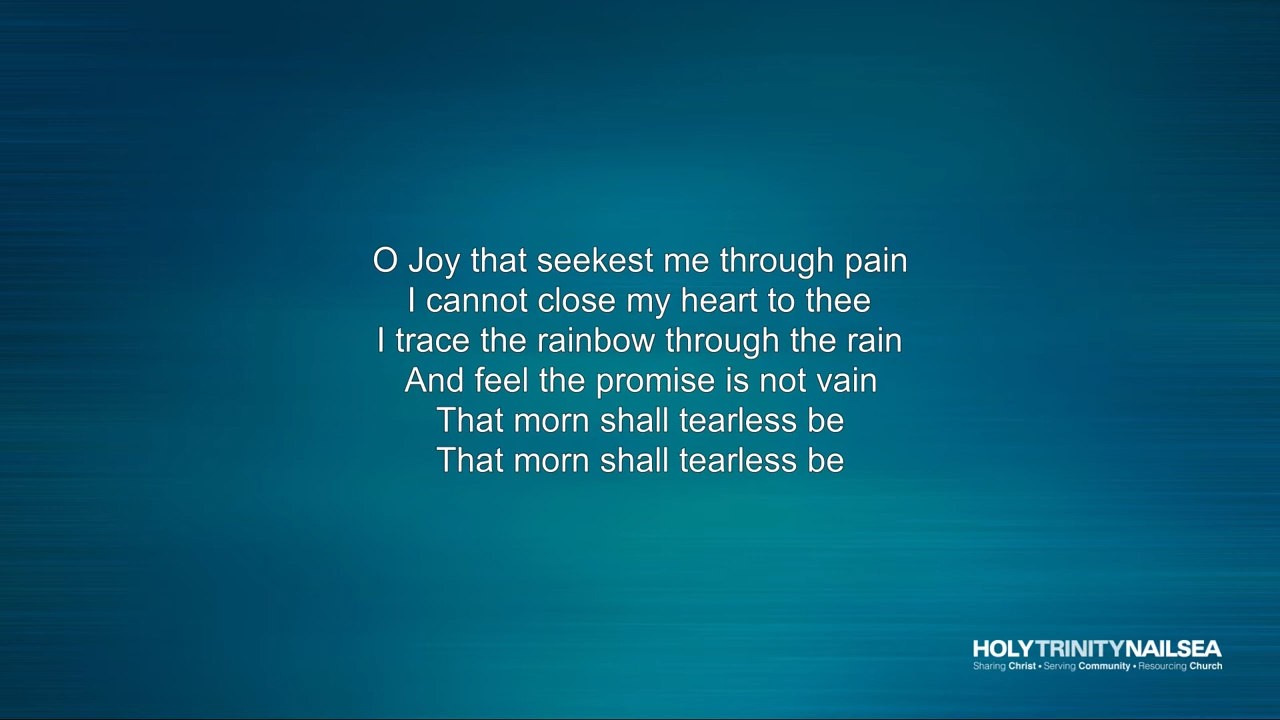 O Joy that seekest me through pain
I cannot close my heart to thee
I trace the rainbow through the rain
And feel the promise is not vain
That morn shall tearless be
That morn shall tearless be
HOLYTRINITYNAILSEA
Sharing Christ • Serving Community • Resourcing Church